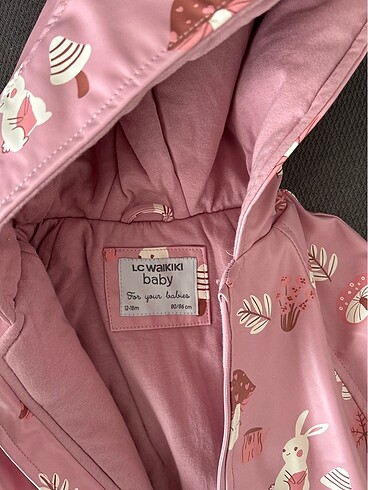 LC WAIKIKI
baby
For your babies
12-18m 80/86 cm